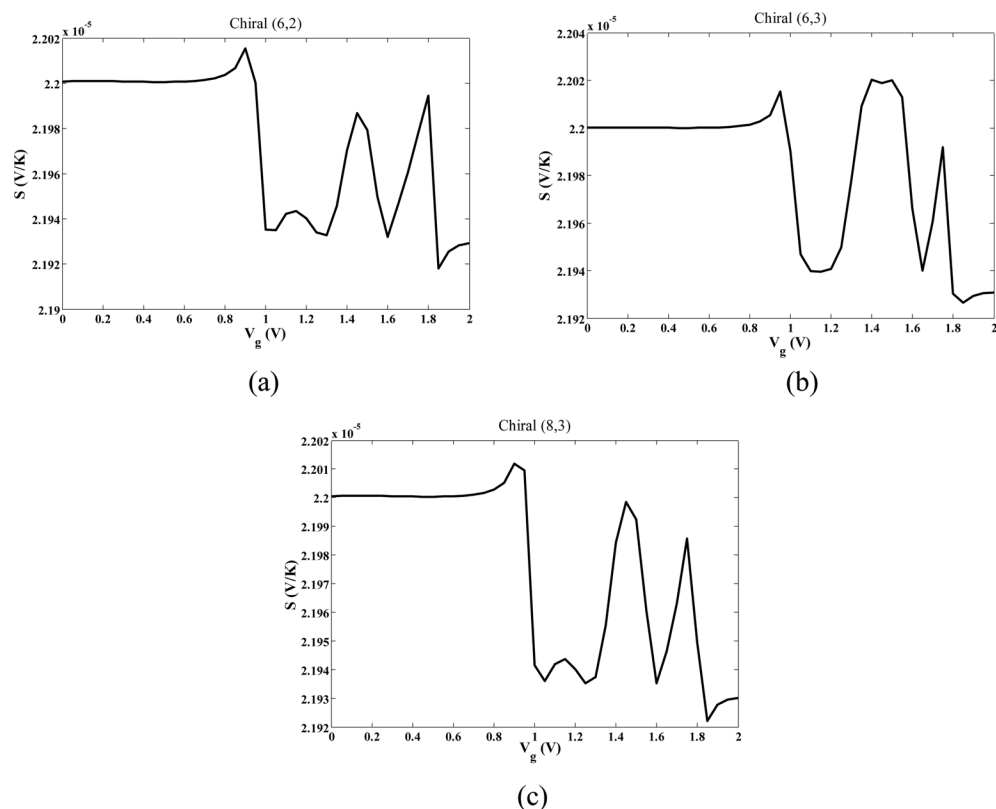 Chiral (6,2)
x 10⁻⁵
2.202
2.2
2.198
2.196
2.194
2.192
2.19
S (V/K)
0 0.2 0.4 0.6 0.8 1 1.2 1.4 1.6 1.8 2
V_g (V)
(a)
Chiral (6,3)
x 10⁻⁵
2.204
2.202
2.2
2.198
2.196
2.194
2.192
S (V/K)
0 0.2 0.4 0.6 0.8 1 1.2 1.4 1.6 1.8 2
V_g (V)
(b)
Chiral (8,3)
x 10⁻⁵
2.202
2.201
2.2
2.199
2.198
2.197
2.196
2.195
2.194
2.193
2.192
S (V/K)
0 0.2 0.4 0.6 0.8 1 1.2 1.4 1.6 1.8 2
V_g (V)
(c)